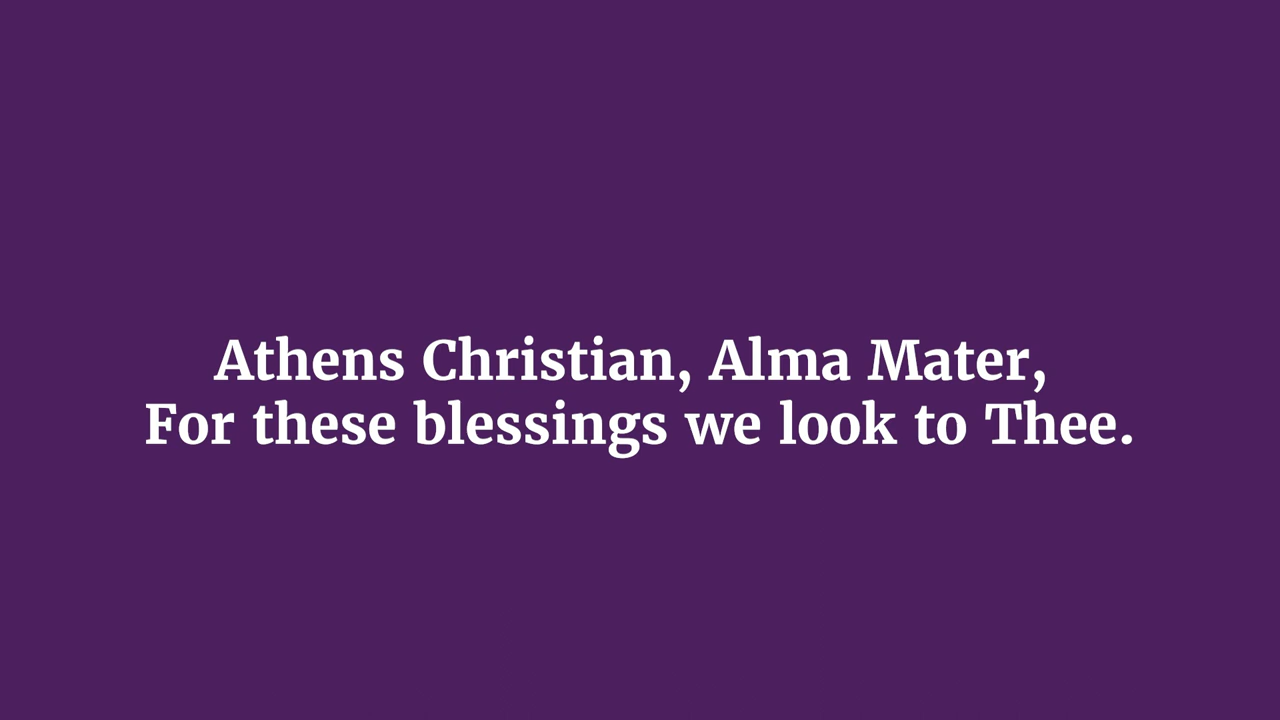 Athens Christian, Alma Mater,
For these blessings we look to Thee.